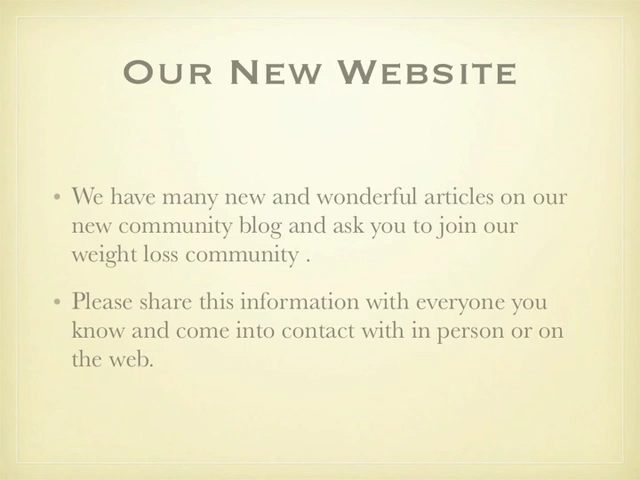 Our New Website
• We have many new and wonderful articles on our
new community blog and ask you to join our
weight loss community .
• Please share this information with everyone you
know and come into contact with in person or on
the web.